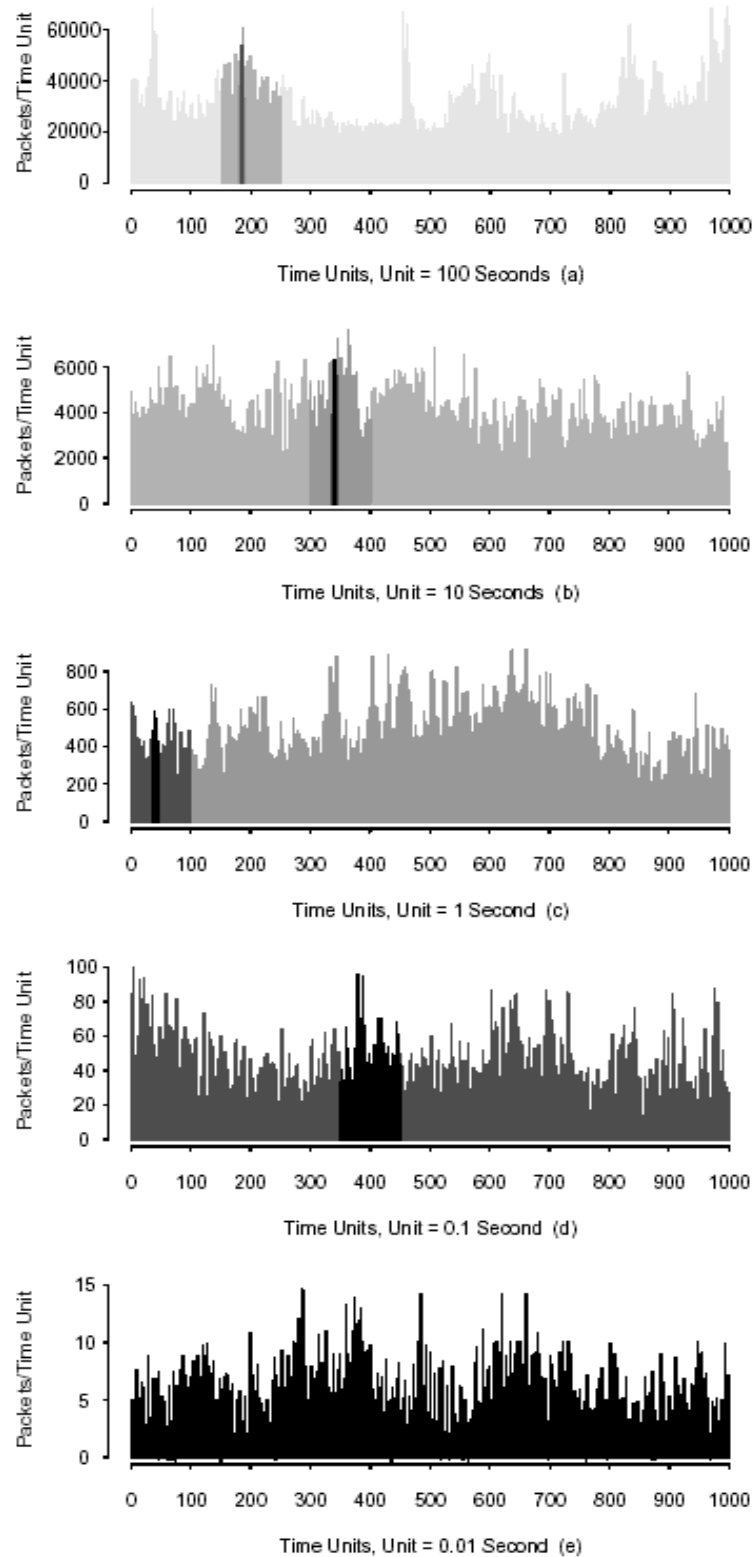 Packets/Time Unit
60000
40000
20000
0
0 100 200 300 400 500 600 700 800 900 1000
Time Units, Unit = 100 Seconds (a)
Packets/Time Unit
6000
4000
2000
0
0 100 200 300 400 500 600 700 800 900 1000
Time Units, Unit = 10 Seconds (b)
Packets/Time Unit
800
600
400
200
0
0 100 200 300 400 500 600 700 800 900 1000
Time Units, Unit = 1 Second (c)
Packets/Time Unit
100
80
60
40
20
0
0 100 200 300 400 500 600 700 800 900 1000
Time Units, Unit = 0.1 Second (d)
Packets/Time Unit
15
10
5
0
0 100 200 300 400 500 600 700 800 900 1000
Time Units, Unit = 0.01 Second (e)